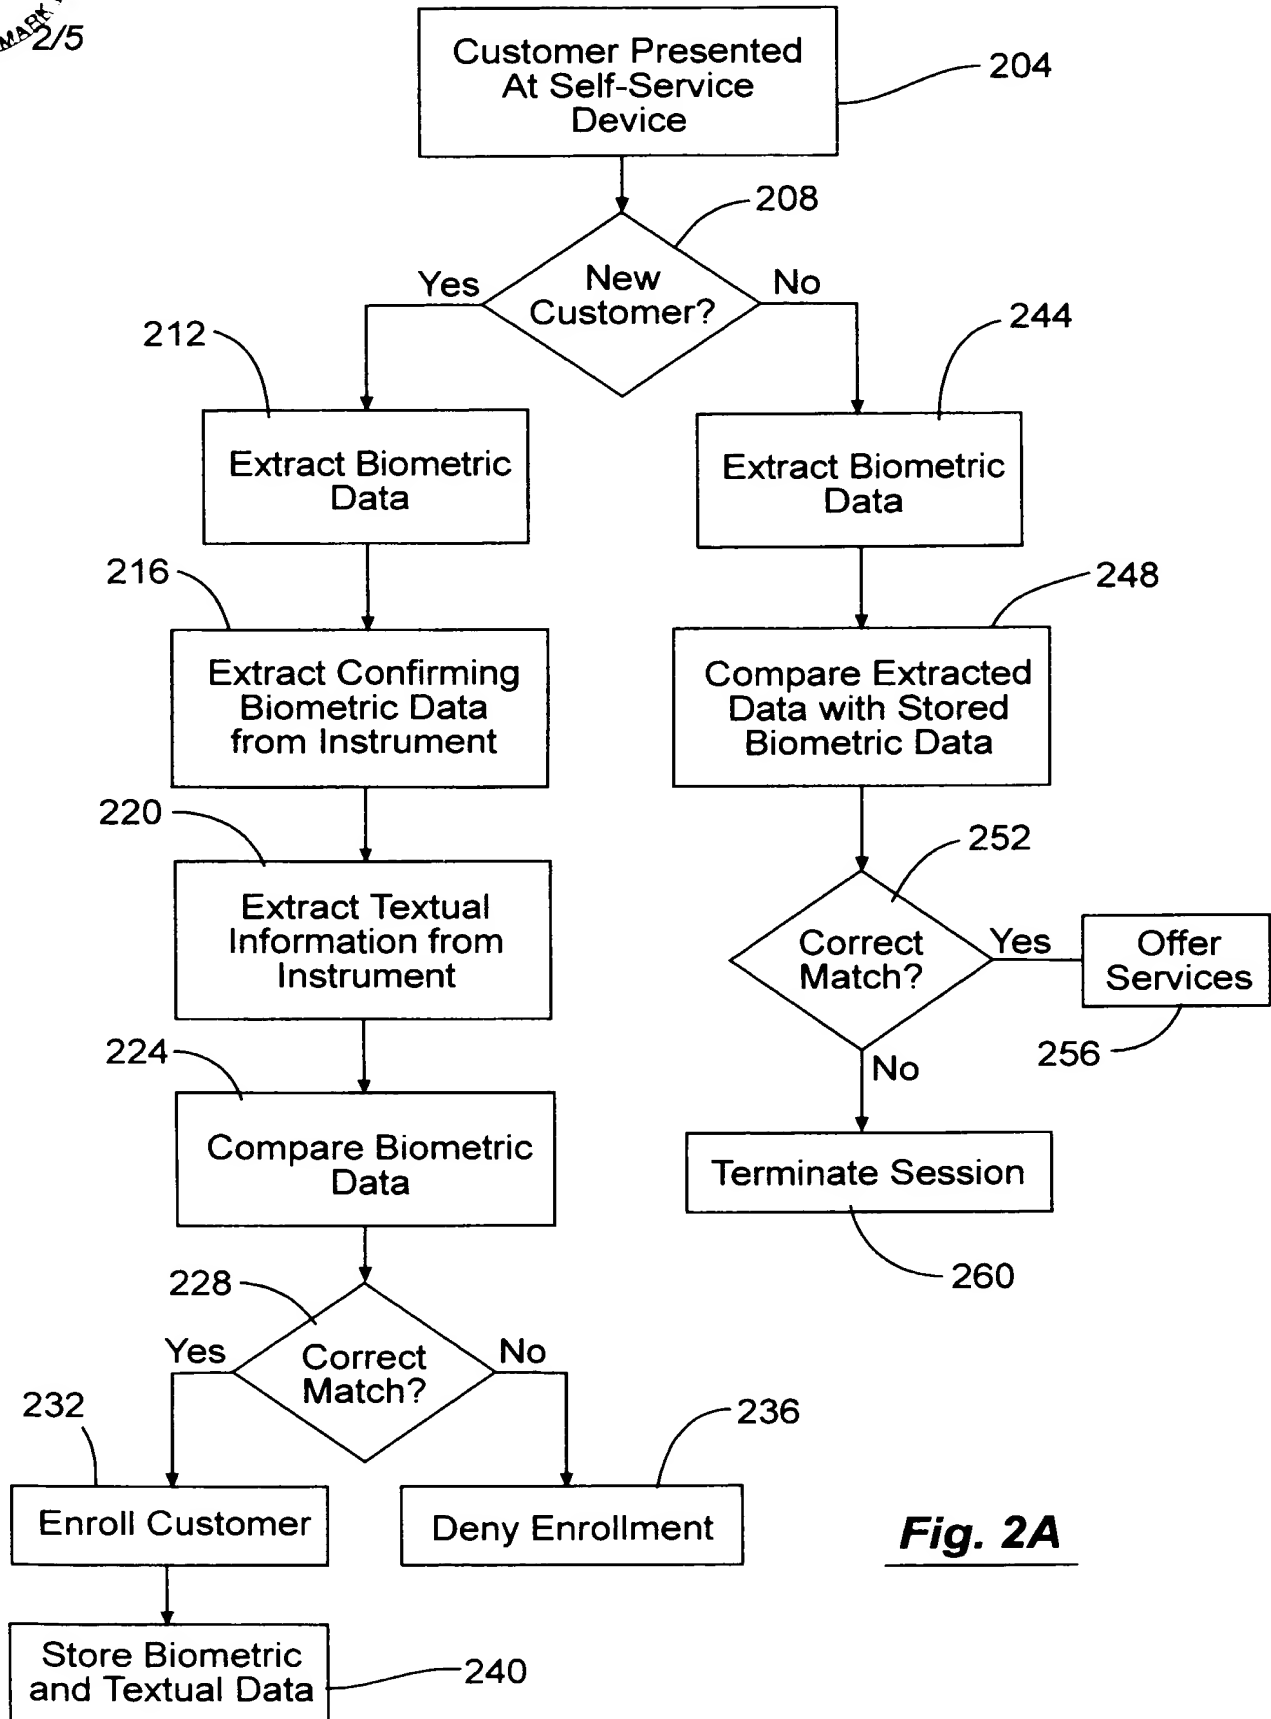 MARK
2/5
Customer Presented
At Self-Service
Device
204
208
New
Customer?
Yes
No
212
244
Extract Biometric
Data
Extract Biometric
Data
216
248
Extract Confirming
Biometric Data
from Instrument
Compare Extracted
Data with Stored
Biometric Data
220
252
Extract Textual
Information from
Instrument
Correct
Match?
Yes
Offer
Services
256
No
224
Compare Biometric
Data
Terminate Session
260
228
Correct
Match?
Yes
No
232
236
Enroll Customer
Deny Enrollment
Fig. 2A
Store Biometric
and Textual Data
240